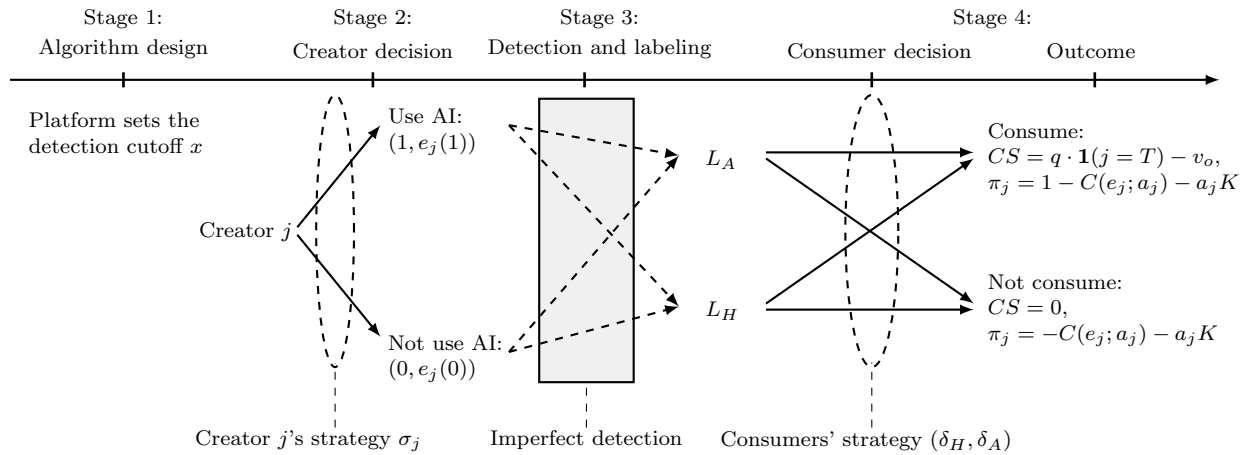 Stage 1:
Algorithm design
Stage 2:
Creator decision
Stage 3:
Detection and labeling
Stage 4:
Consumer decision
Outcome
Platform sets the
detection cutoff x
Creator j
Use AI:
(1, e_j(1))
Not use AI:
(0, e_j(0))
L_A
L_H
Consume:
CS = q · 1(j = T) − v_o,
π_j = 1 − C(e_j; a_j) − a_jK
Not consume:
CS = 0,
π_j = −C(e_j; a_j) − a_jK
Creator j's strategy σ_j
Imperfect detection
Consumers' strategy (δ_H, δ_A)